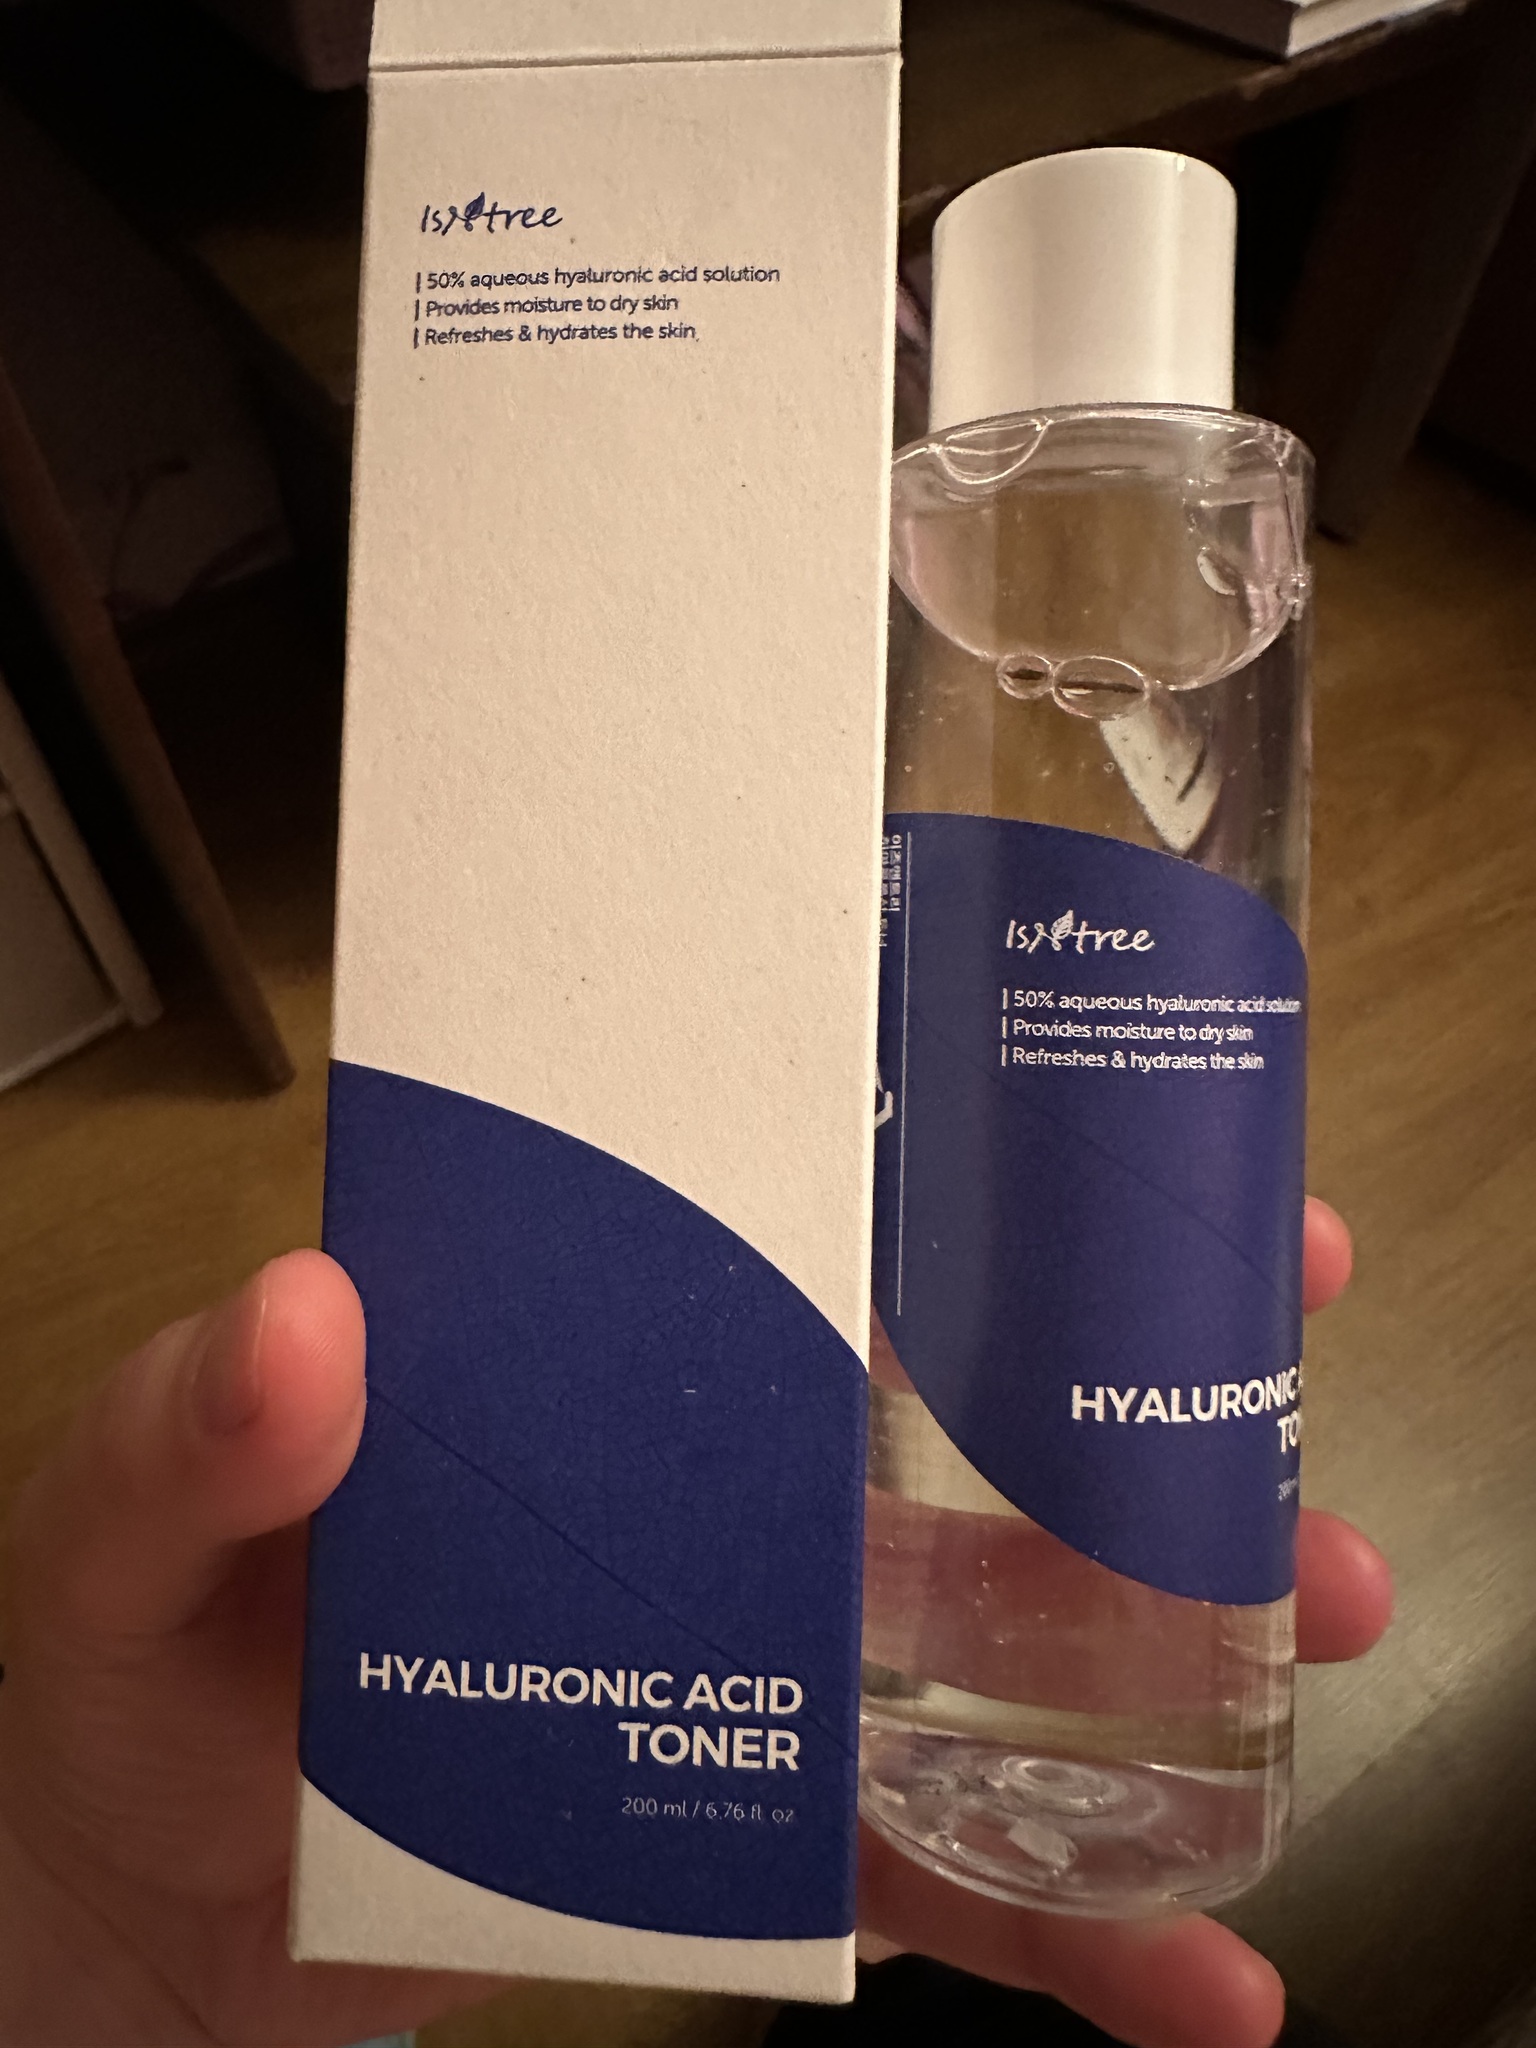 Isntree
| 50% aqueous hyaluronic acid solution
| Provides moisture to dry skin
| Refreshes & hydrates the skin
HYALURONIC ACID
TONER
200 ml / 6.76 fl. oz
Isntree
| 50% aqueous hyaluronic acid solution
| Provides moisture to dry skin
| Refreshes & hydrates the skin
HYALURONIC